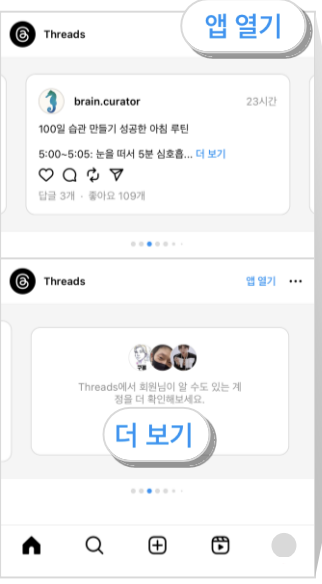 Threads
앱 열기
brain.curator
23시간
100일 습관 만들기 성공한 아침 루틴
5:00~5:05: 눈을 떠서 5분 심호흡... 더 보기
답글 3개 · 좋아요 109개
Threads
앱 열기
Threads에서 회원님이 알 수도 있는 계
정을 더 확인해보세요.
더 보기